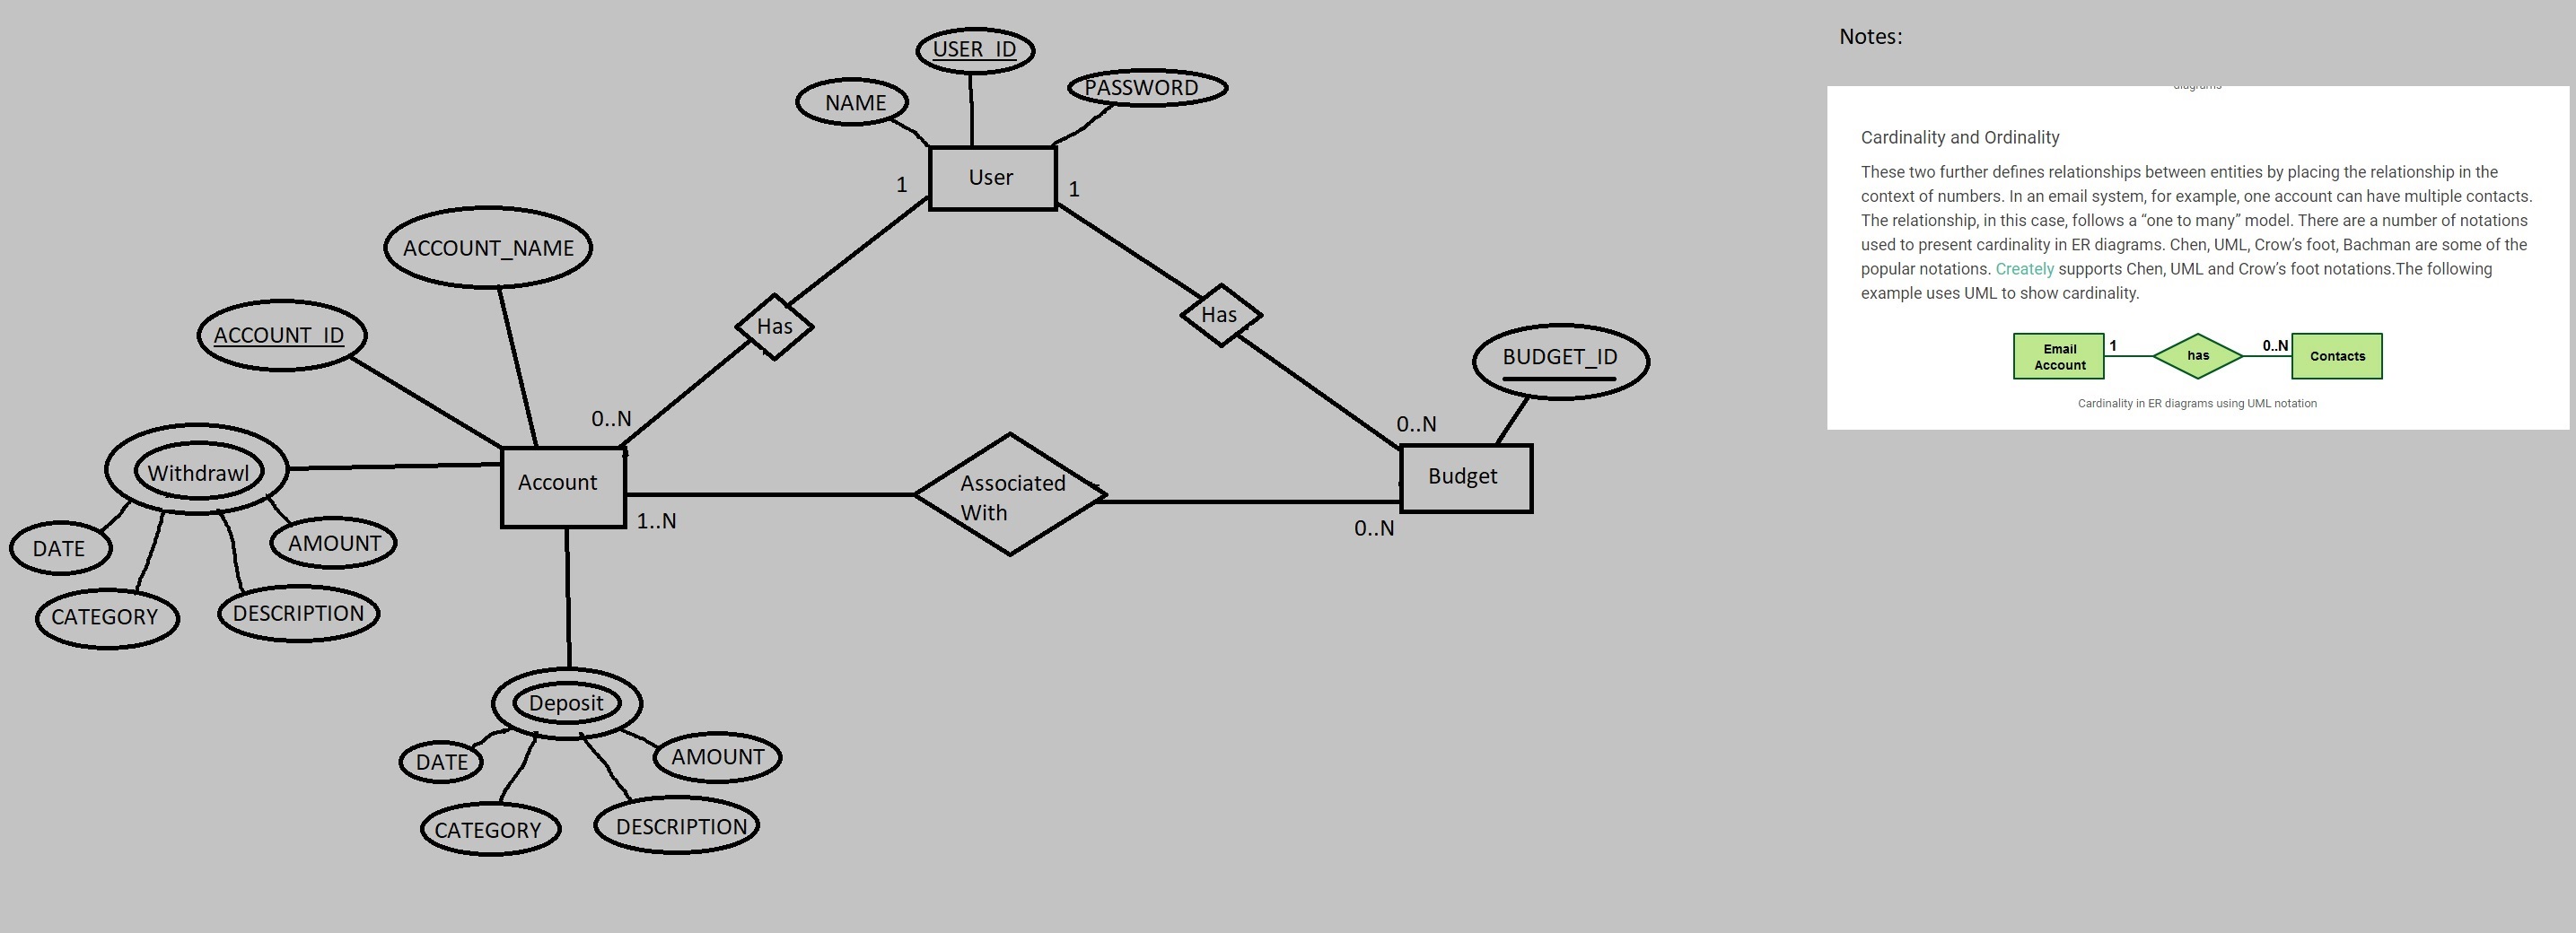 Notes:
USER_ID
NAME
PASSWORD
User
1
1
ACCOUNT_NAME
ACCOUNT_ID
Has
Has
BUDGET_ID
0..N
0..N
Withdrawl
Account
Associated
With
Budget
1..N
0..N
DATE
AMOUNT
CATEGORY
DESCRIPTION
Deposit
DATE
AMOUNT
CATEGORY
DESCRIPTION
diagrams
Cardinality and Ordinality
These two further defines relationships between entities by placing the relationship in the
context of numbers. In an email system, for example, one account can have multiple contacts.
The relationship, in this case, follows a “one to many” model. There are a number of notations
used to present cardinality in ER diagrams. Chen, UML, Crow’s foot, Bachman are some of the
popular notations. Creately supports Chen, UML and Crow’s foot notations.The following
example uses UML to show cardinality.
Email
Account
1
has
0..N
Contacts
Cardinality in ER diagrams using UML notation